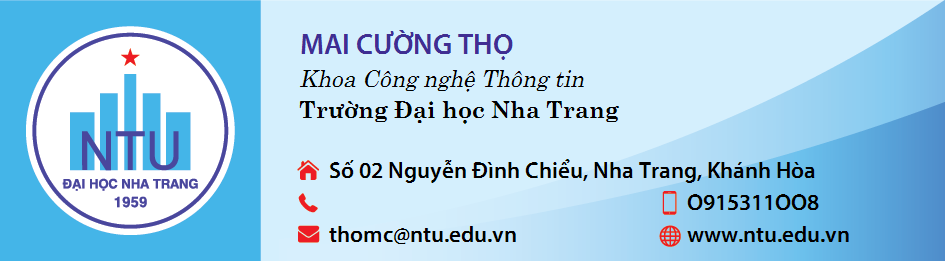 NTU
ĐẠI HỌC NHA TRANG
1959
MAI CƯỜNG THỌ
Khoa Công nghệ Thông tin
Trường Đại học Nha Trang
Số 02 Nguyễn Đình Chiểu, Nha Trang, Khánh Hòa
O915311OO8
thomc@ntu.edu.vn www.ntu.edu.vn